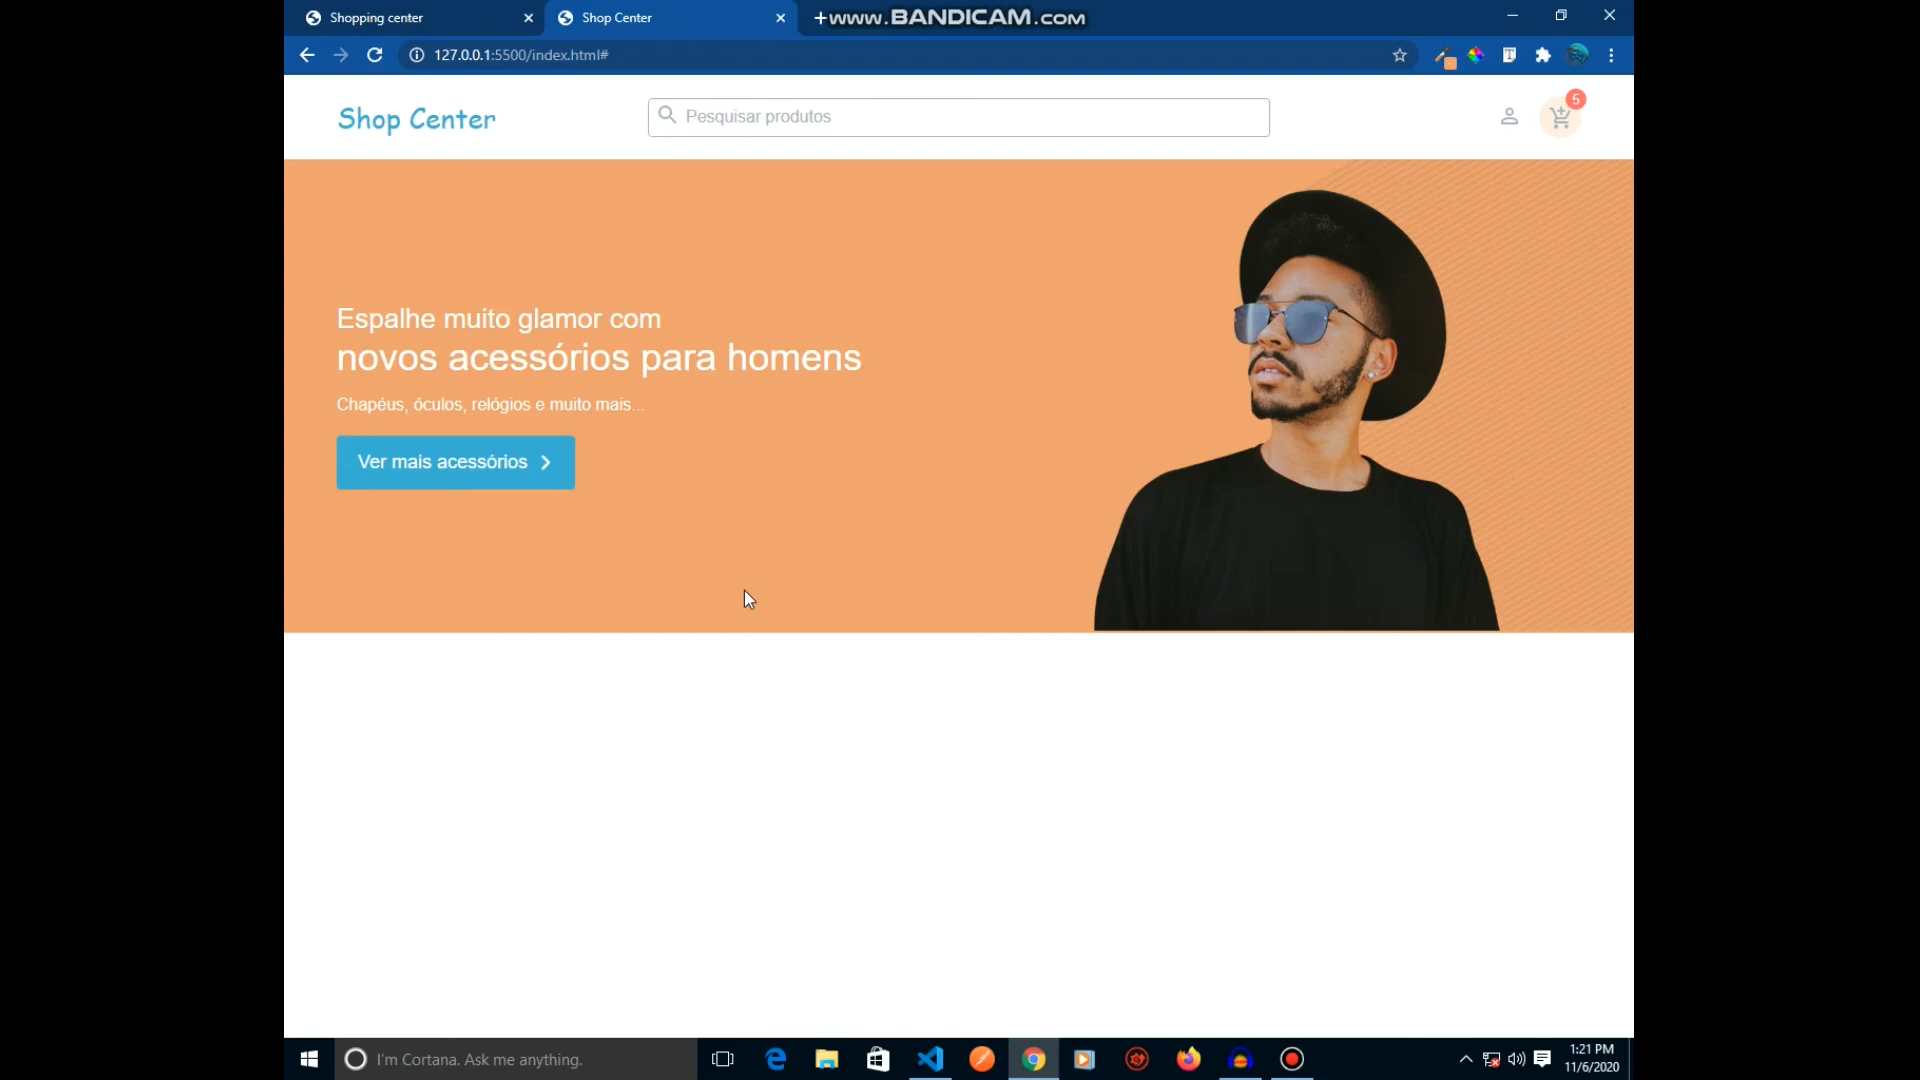 Shopping center
Shop Center
www.BANDICAM.com
127.0.0.1:5500/index.html#
Shop Center
Pesquisar produtos
5
Espalhe muito glamor com
novos acessórios para homens
Chapéus, óculos, relógios e muito mais...
Ver mais acessórios
I'm Cortana. Ask me anything.
1:21 PM
11/6/2020